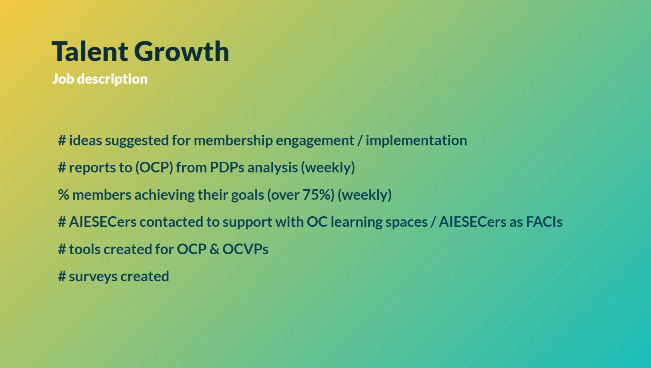 Talent Growth
Job description
# ideas suggested for membership engagement / implementation
# reports to (OCP) from PDPs analysis (weekly)
% members achieving their goals (over 75%) (weekly)
# AIESECers contacted to support with OC learning spaces / AIESECers as FACIs
# tools created for OCP & OCVPs
# surveys created